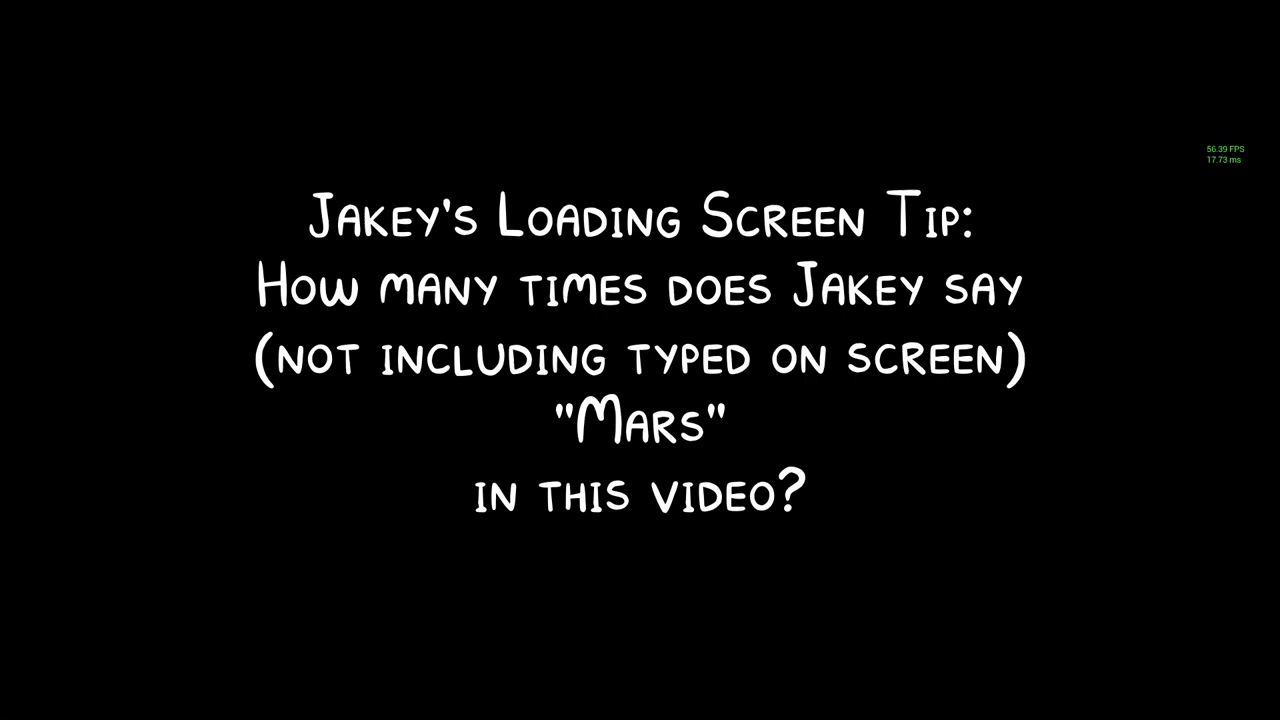 56.39 FPS
17.73 ms
Jakey's Loading Screen Tip:
How many times does Jakey say
(not including typed on screen)
"Mars"
in this video?